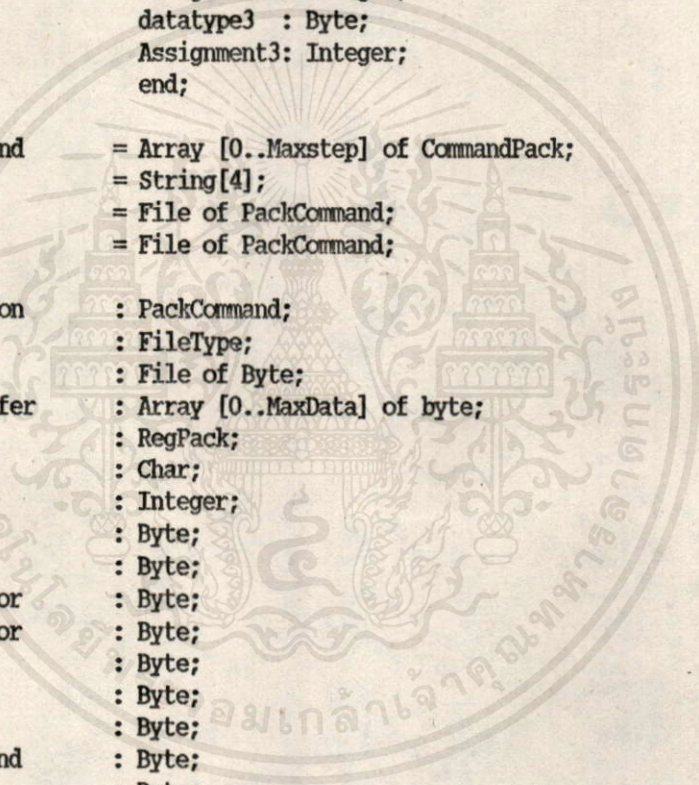 datatype3 : Byte;
Assignment3: Integer;
end;
nd = Array [0..Maxstep] of CommandPack;
= String[4];
= File of PackCommand;
= File of PackCommand;
on : PackCommand;
: FileType;
: File of Byte;
fer : Array [0..MaxData] of byte;
: RegPack;
: Char;
: Integer;
: Byte;
: Byte;
or : Byte;
or : Byte;
: Byte;
: Byte;
: Byte;
nd : Byte;